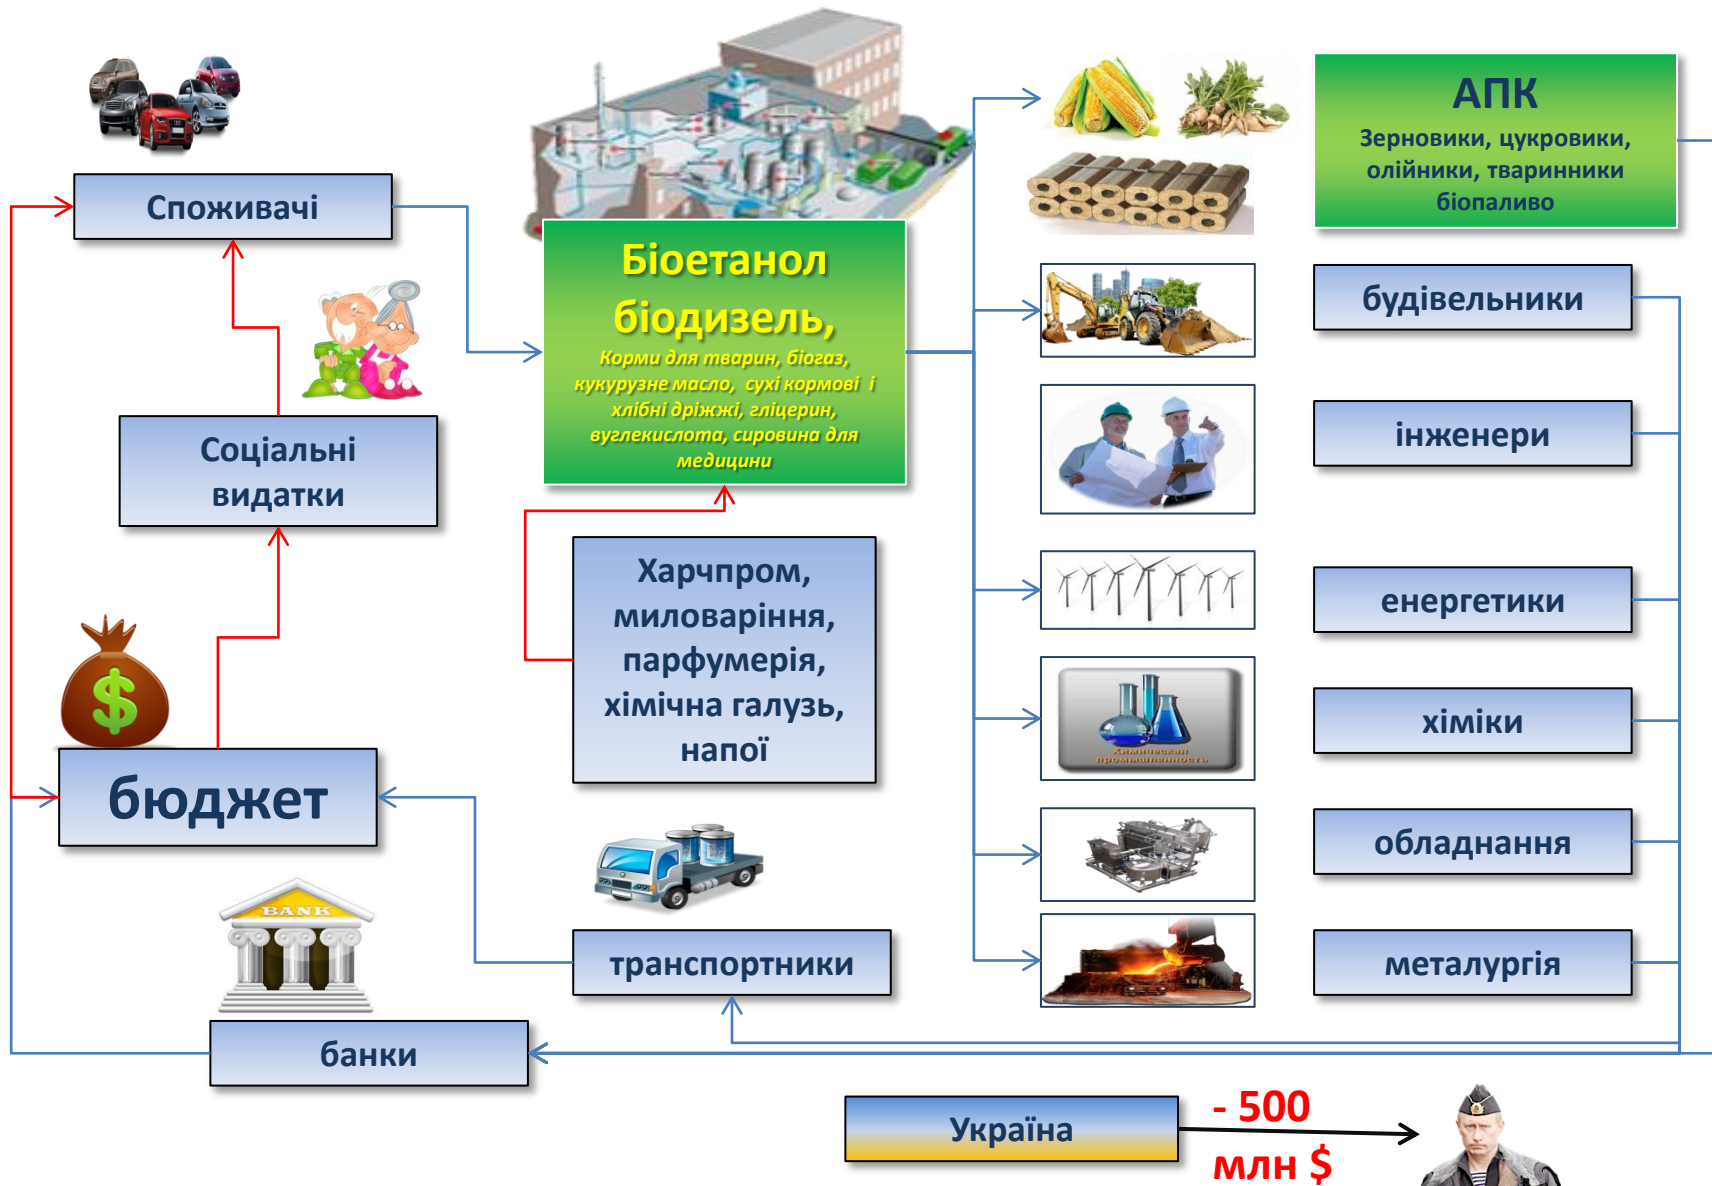 АПК
Зерновики, цукровики,
олійники, тваринники
біопаливо
Споживачі
Біоетанол
біодизель,
Корми для тварин, біогаз,
кукурузне масло, сухі кормові і
хлібні дріжжі, гліцерин,
вуглекислота, сировина для
медицини
будівельники
інженери
Соціальні
видатки
Харчпром,
миловаріння,
парфумерія,
хімічна галузь,
напої
енергетики
$
Химическая
промышленность
хіміки
бюджет
обладнання
BANK
транспортники
металургія
банки
Україна
- 500
млн $